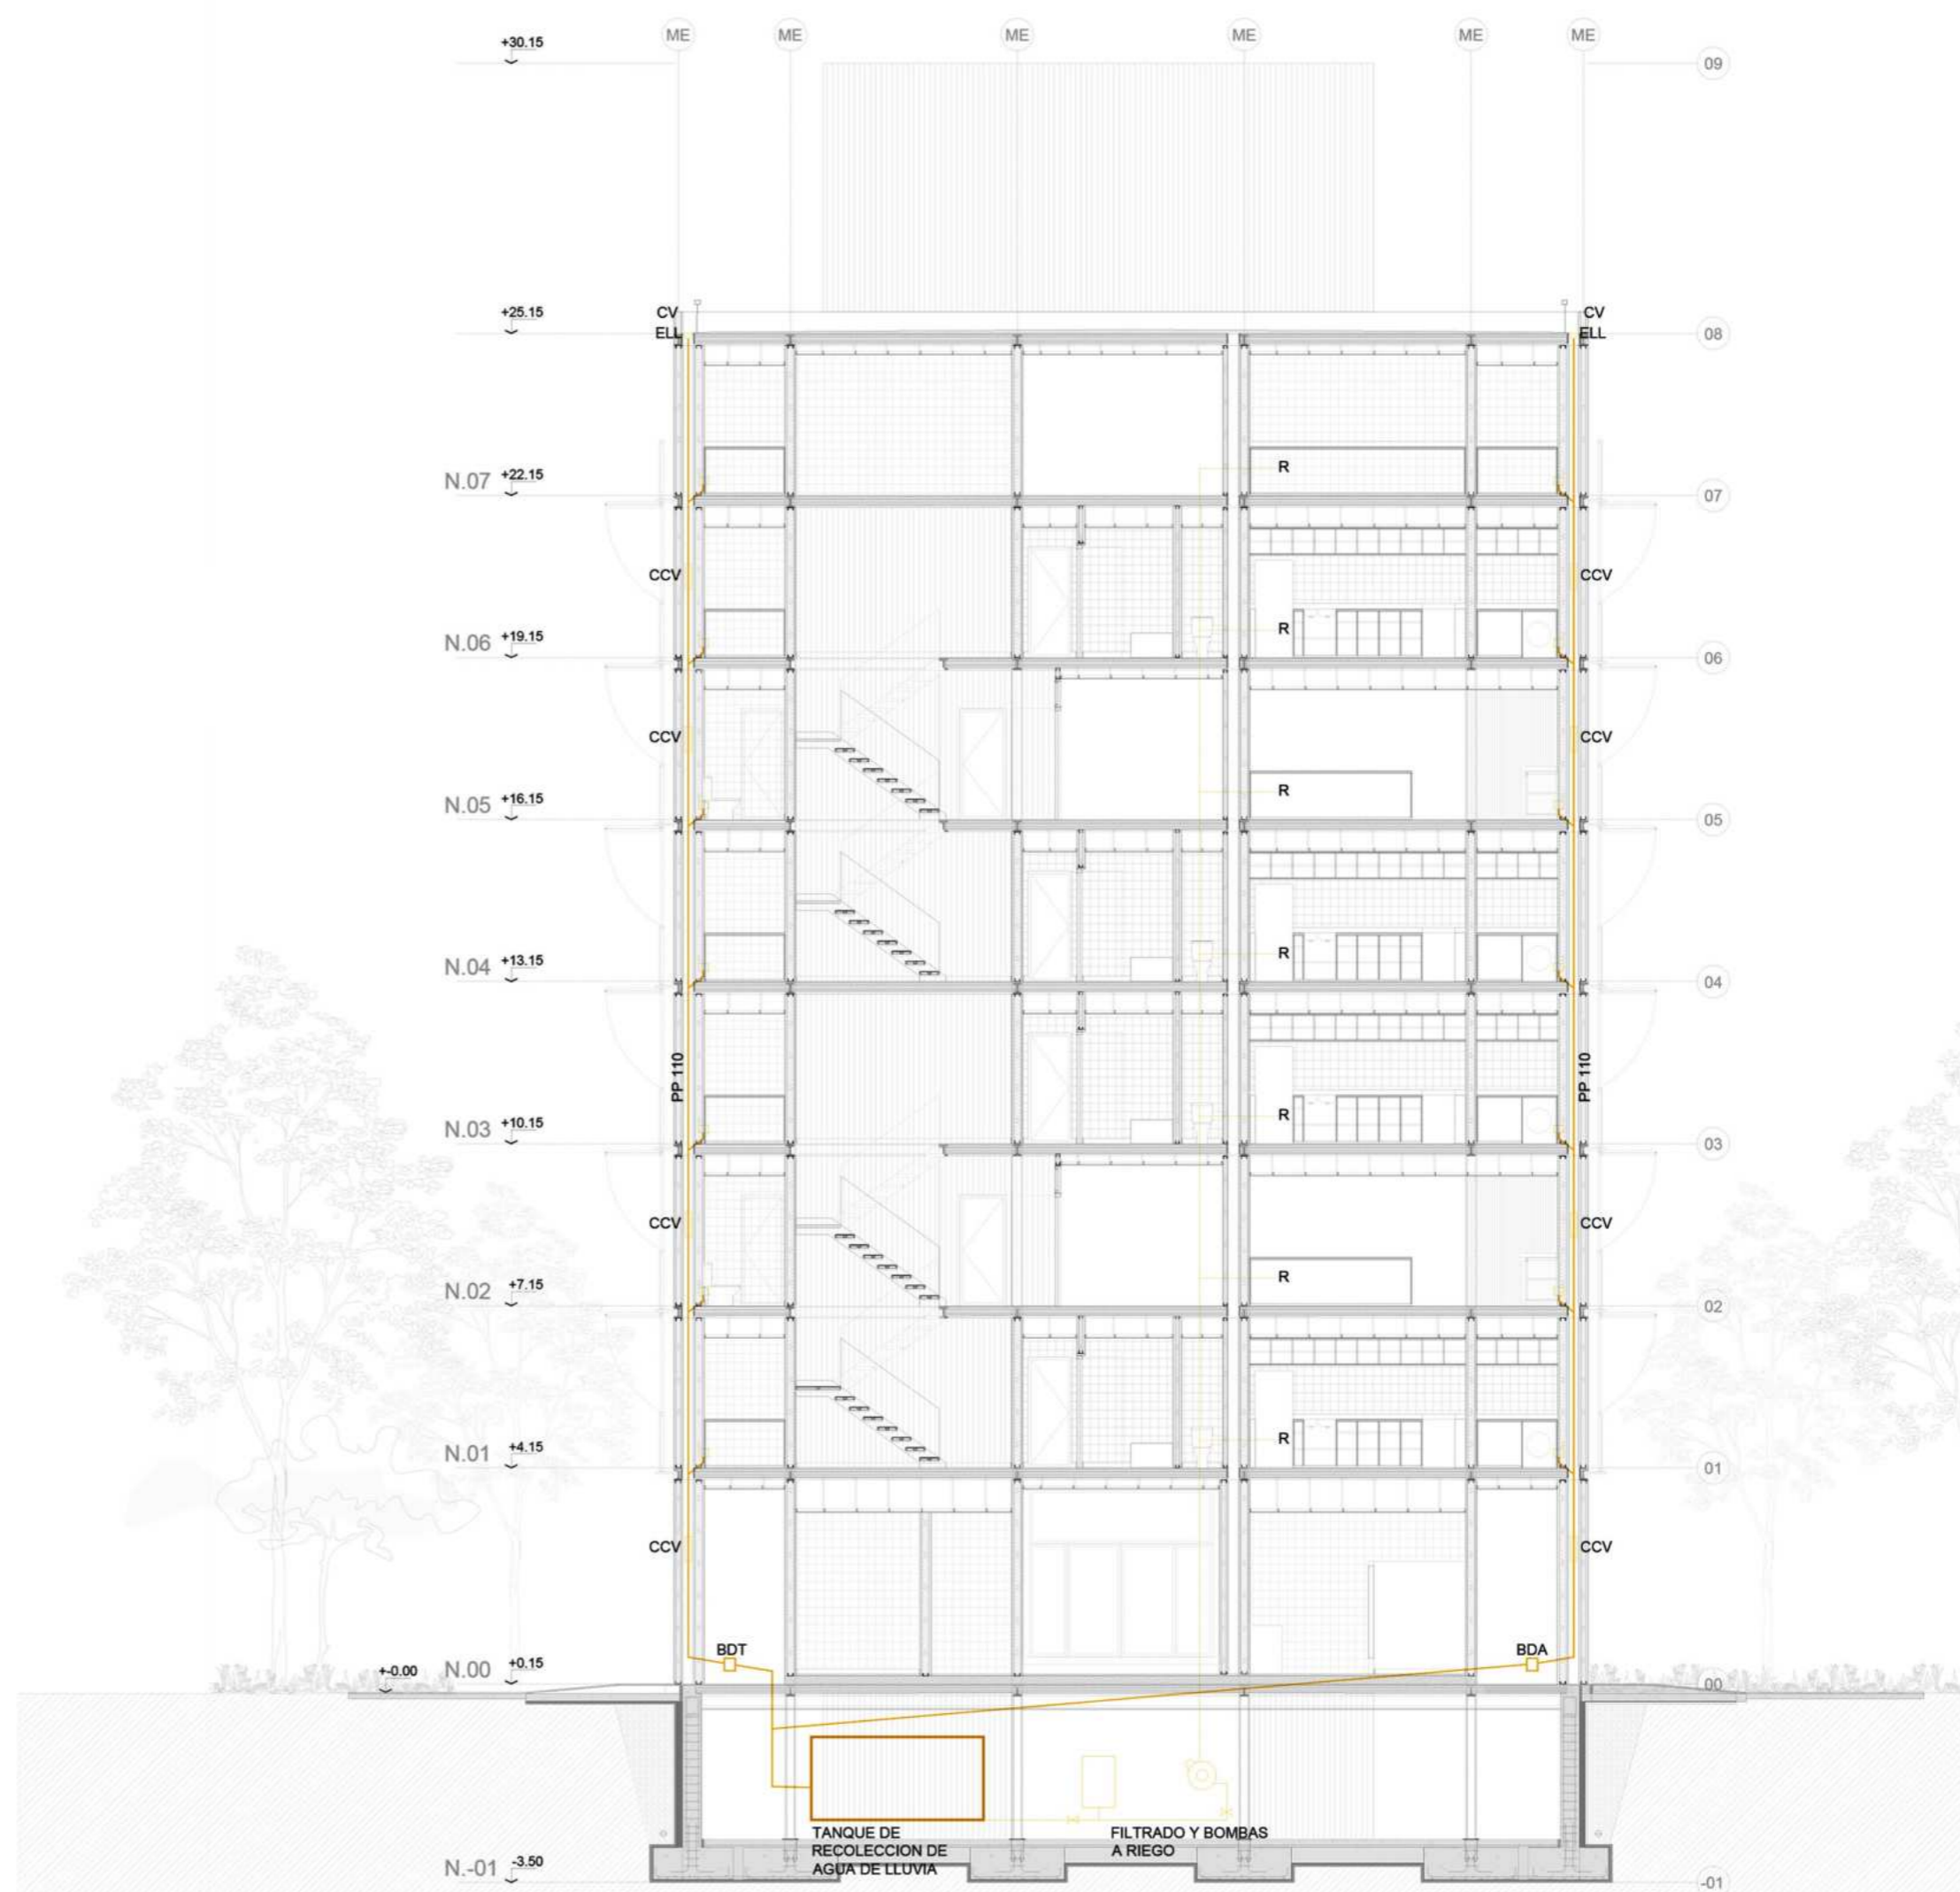 ME ME ME ME ME ME
+30.15 09
CV CV
+25.15 ELL ELL 08
R
N.07 +22.15 07
CCV CCV
R
N.06 +19.15 06
CCV CCV
R
N.05 +16.15 05
R
N.04 +13.15 04
PP 110 PP 110
R
N.03 +10.15 03
CCV CCV
R
N.02 +7.15 02
R
N.01 +4.15 01
CCV CCV
BDT BDA
+-0.00 N.00 +0.15 00
TANQUE DE
RECOLECCION DE
AGUA DE LLUVIA
FILTRADO Y BOMBAS
A RIEGO
N.-01 -3.50 -01